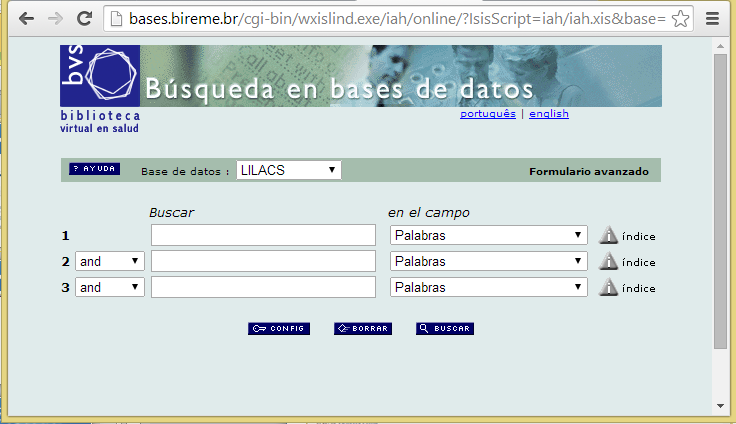 bases.bireme.br/cgi-bin/wxislind.exe/iah/online/?IsisScript=iah/iah.xis&base=
bvs
Búsqueda en bases de datos
biblioteca
virtual en salud
português | english
? AYUDA Base de datos : LILACS Formulario avanzado
Buscar en el campo
1 Palabras índice
2 and Palabras índice
3 and Palabras índice
CONFIG BORRAR BUSCAR